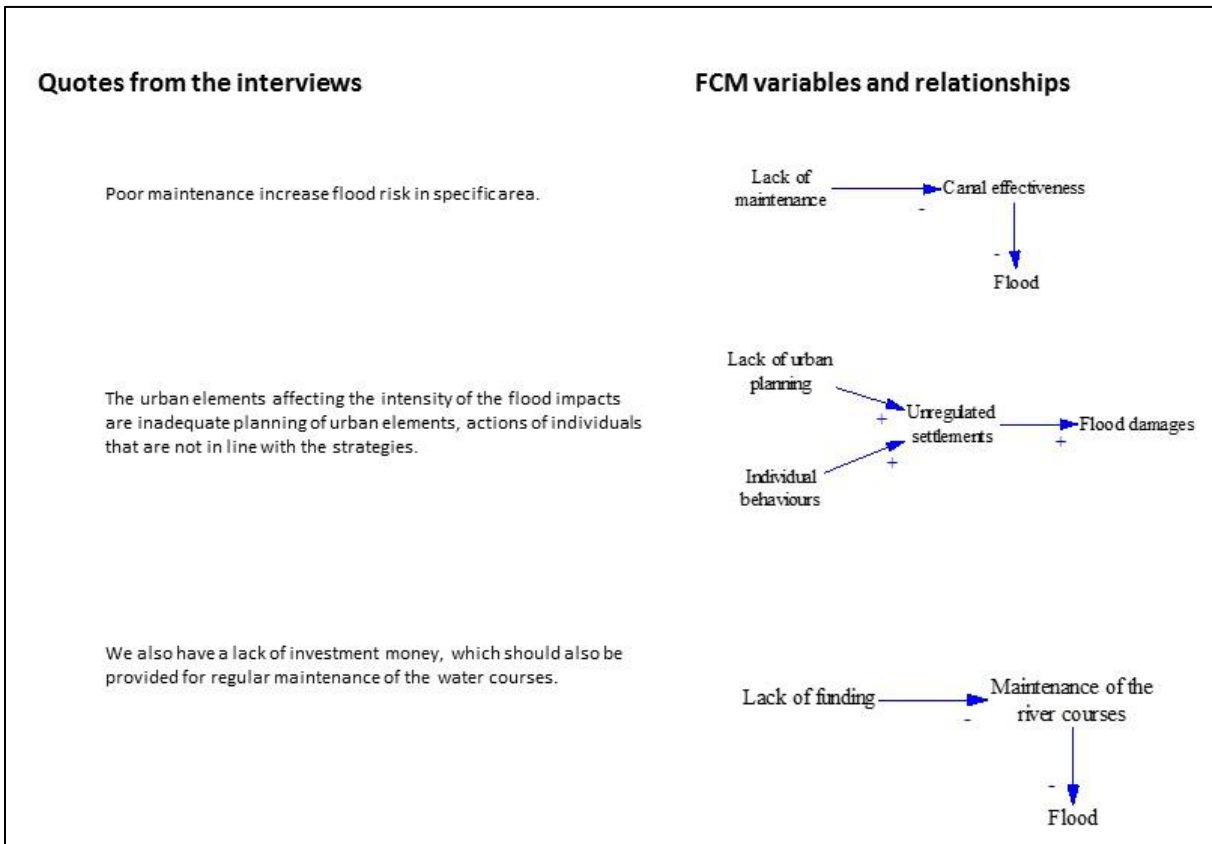 Quotes from the interviews
FCM variables and relationships
Poor maintenance increase flood risk in specific area.
Lack of
maintenance
-
Canal effectiveness
-
Flood
The urban elements affecting the intensity of the flood impacts
are inadequate planning of urban elements, actions of individuals
that are not in line with the strategies.
Lack of urban
planning
+
Unregulated
settlements
+
Flood damages
+
Individual
behaviours
We also have a lack of investment money, which should also be
provided for regular maintenance of the water courses.
Lack of funding
-
Maintenance of the
river courses
-
Flood